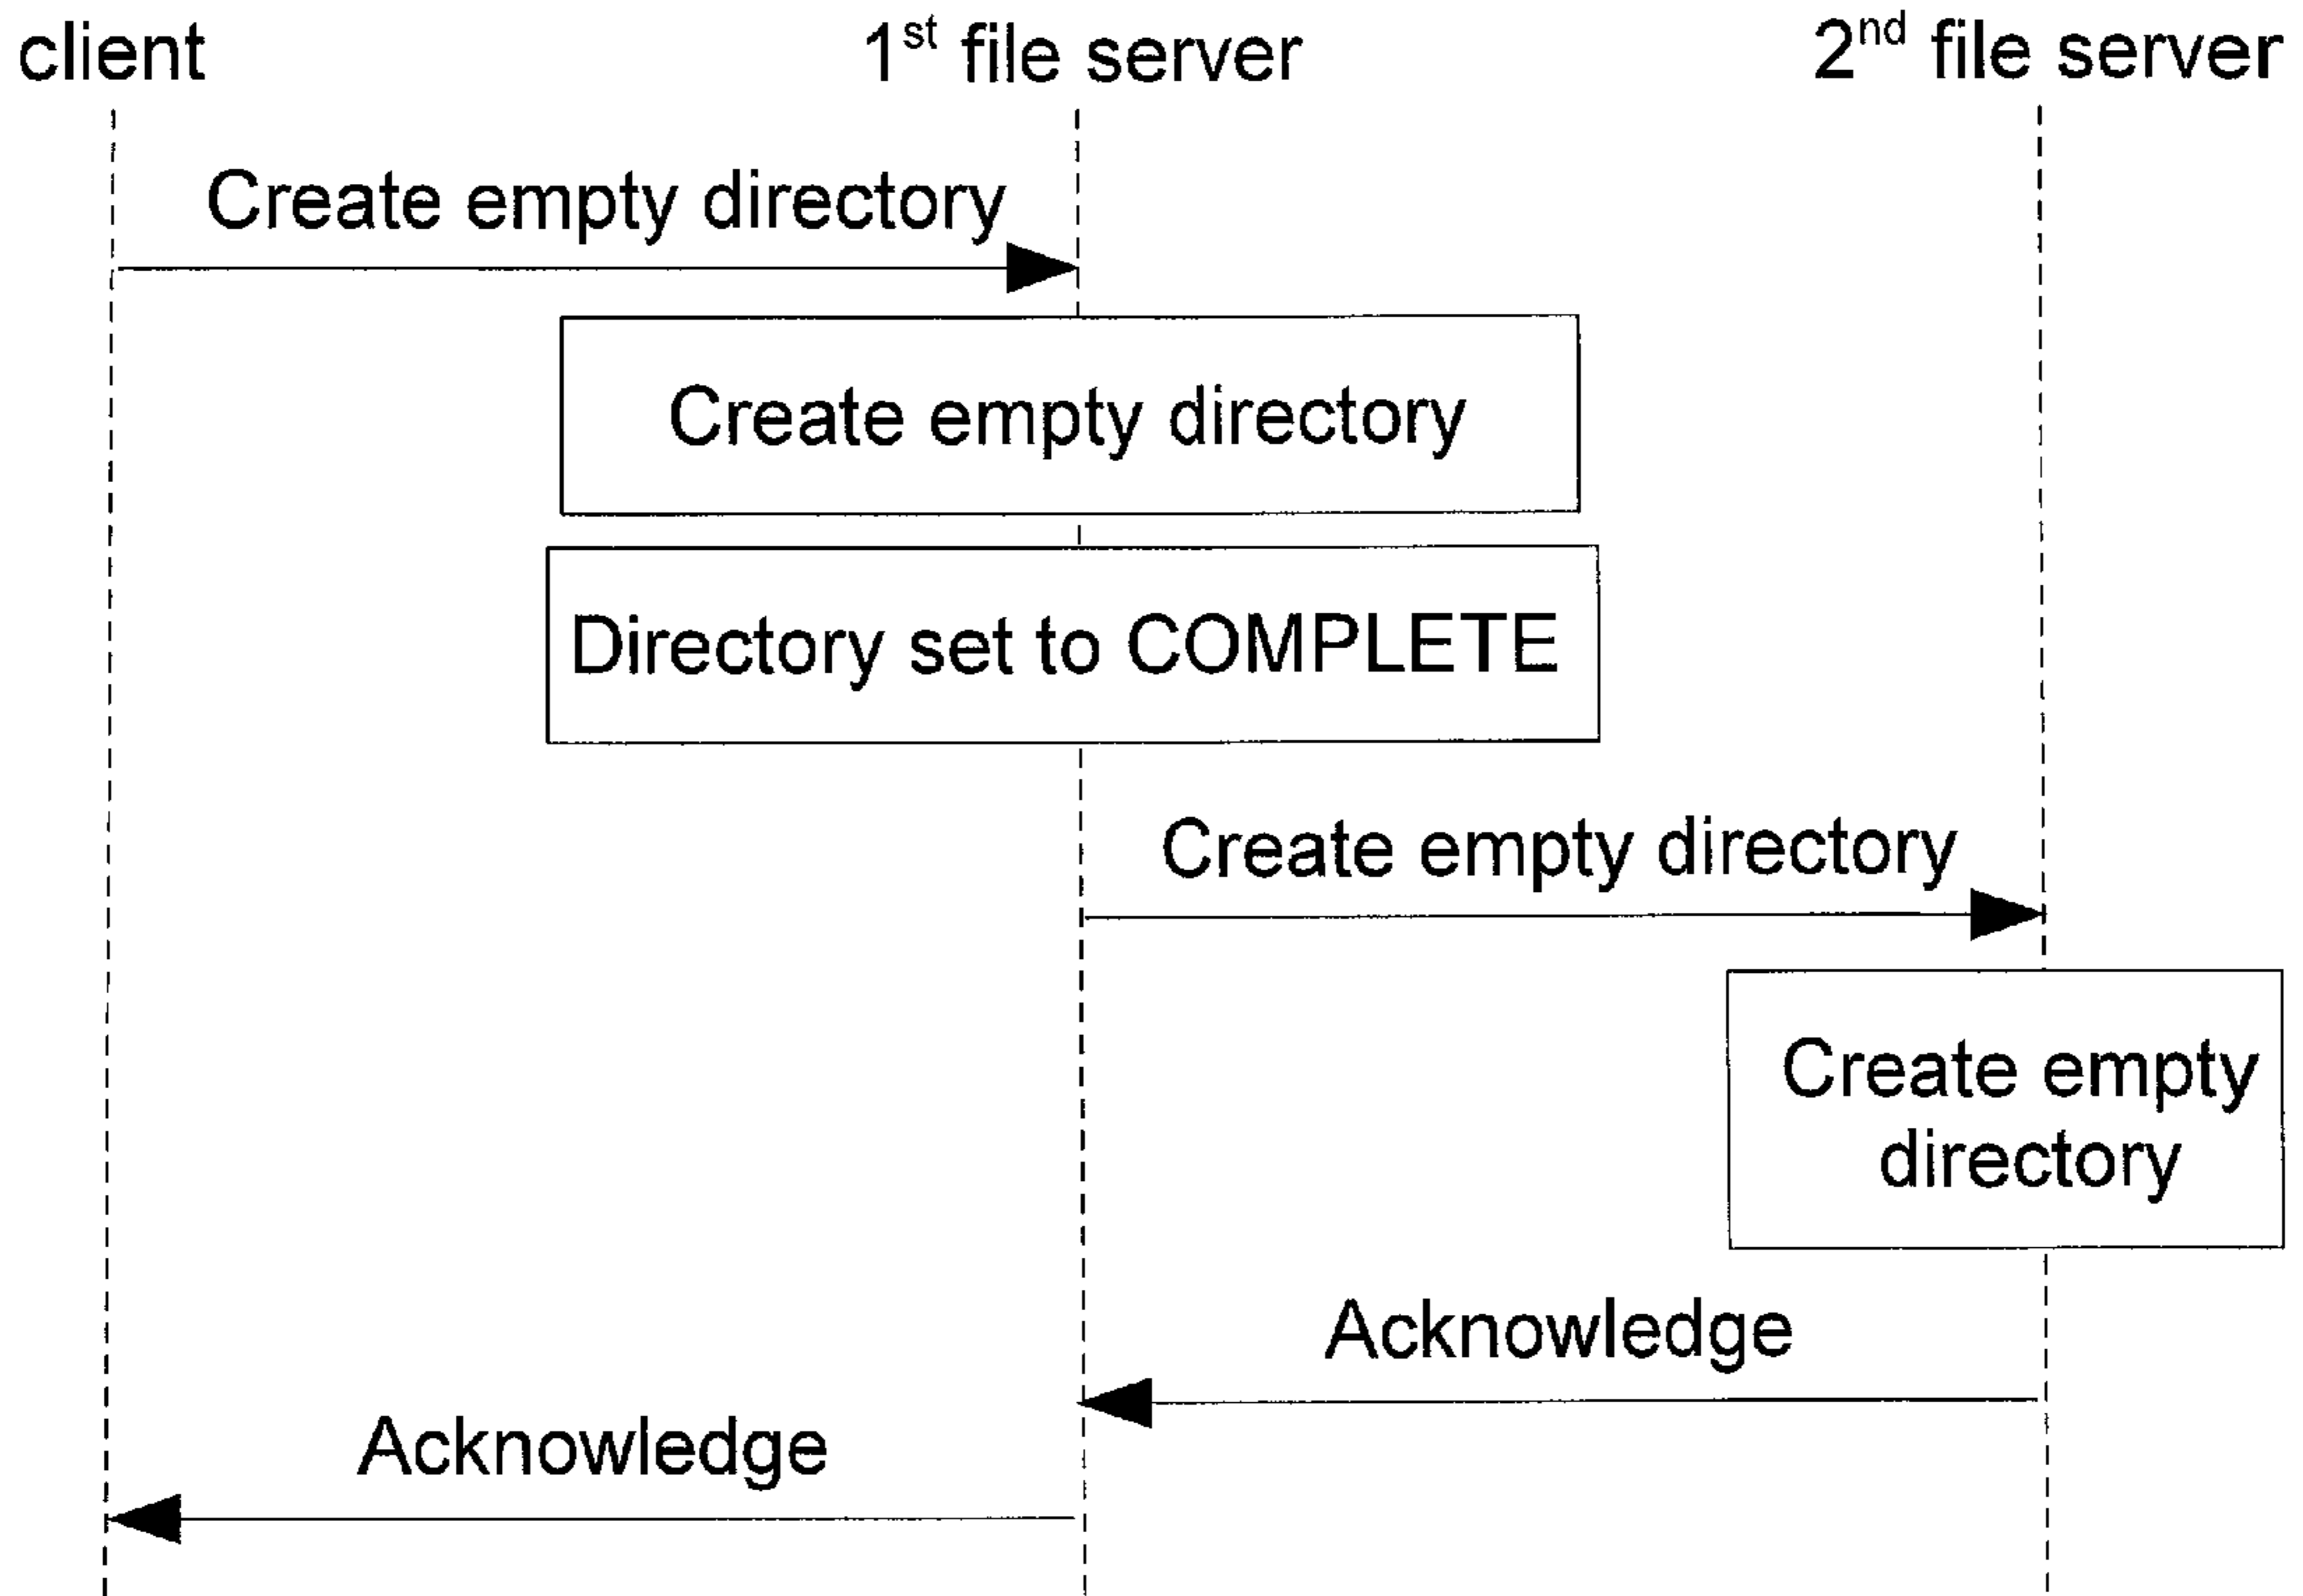 client
1st file server
2nd file server
Create empty directory
Create empty directory
Directory set to COMPLETE
Create empty directory
Create empty
directory
Acknowledge
Acknowledge